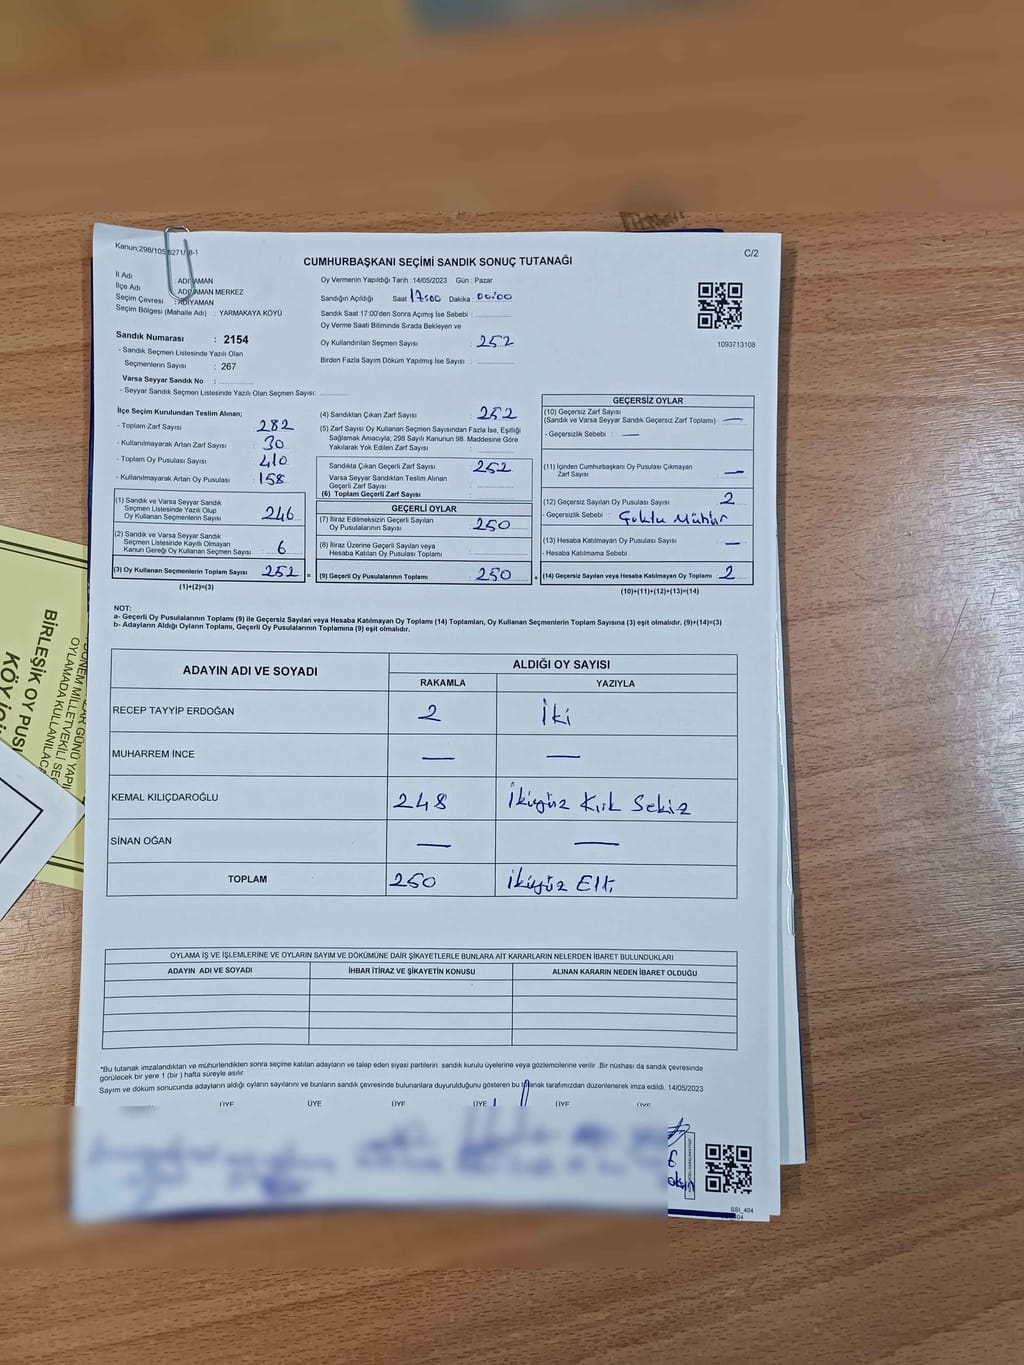 Kanun:298/105 6271/ 8-1
C/2
CUMHURBAŞKANI SEÇİMİ SANDIK SONUÇ TUTANAĞI
İl Adı : ADIYAMAN
İlçe Adı : ADIYAMAN MERKEZ
Seçim Çevresi : ADIYAMAN
Seçim Bölgesi (Mahalle Adı) : YARMAKAYA KÖYÜ
Sandık Numarası : 2154
- Sandık Seçmen Listesinde Yazılı Olan
Seçmenlerin Sayısı : 267
Varsa Seyyar Sandık No :
- Seyyar Sandık Seçmen Listesinde Yazılı Olan Seçmen Sayısı:
Oy Vermenin Yapıldığı Tarih :14/05/2023 Gün : Pazar
Sandığın Açıldığı Saat 17:00 Dakika : 00:00
Sandık Saat 17:00'den Sonra Açımış İse Sebebi :
Oy Verme Saati Bitiminde Sırada Bekleyen ve
Oy Kullandırılan Seçmen Sayısı : 252
Birden Fazla Sayım Döküm Yapılmış İse Sayısı :
1093713108
İlçe Seçim Kurulundan Teslim Alınan;
- Toplam Zarf Sayısı : 282
- Kullanılmayarak Artan Zarf Sayısı : 30
- Toplam Oy Pusulası Sayısı : 410
- Kullanılmayarak Artan Oy Pusulası : 158
(1) Sandık ve Varsa Seyyar Sandık
Seçmen Listesinde Yazılı Olup
Oy Kullanan Seçmenlerin Sayısı : 246
(2) Sandık ve Varsa Seyyar Sandık
Seçmen Listesinde Kayıtlı Olmayan
Kanun Gereği Oy Kullanan Seçmen Sayısı : 6
(3) Oy Kullanan Seçmenlerin Toplam Sayısı : 252 =
(1)+(2)=(3)
(4) Sandıktan Çıkan Zarf Sayısı : 252
(5) Zarf Sayısı Oy Kullanan Seçmen Sayısından Fazla İse, Eşitliği
Sağlamak Amacıyla; 298 Sayılı Kanunun 98. Maddesine Göre
Yakılarak Yok Edilen Zarf Sayısı :
Sandıkta Çıkan Geçerli Zarf Sayısı : 252
Varsa Seyyar Sandıktan Teslim Alınan
Geçerli Zarf Sayısı :
(6) Toplam Geçerli Zarf Sayısı :
GEÇERLİ OYLAR
(7) İtiraz Edilmeksizin Geçerli Sayılan
Oy Pusulalarının Sayısı : 250
(8) İtiraz Üzerine Geçerli Sayılan veya
Hesaba Katılan Oy Pusulası Toplamı :
(9) Geçerli Oy Pusulalarının Toplamı : 250 +
GEÇERSİZ OYLAR
(10) Geçersiz Zarf Sayısı
(Sandık ve Varsa Seyyar Sandık Geçersiz Zarf Toplamı) : —
- Geçersizlik Sebebi : —
(11) İçinden Cumhurbaşkanı Oy Pusulası Çıkmayan
Zarf Sayısı : —
(12) Geçersiz Sayılan Oy Pusulası Sayısı : 2
- Geçersizlik Sebebi : Çoklu Mühür
(13) Hesaba Katılmayan Oy Pusulası Sayısı : —
- Hesaba Katılmama Sebebi :
(14) Geçersiz Sayılan veya Hesaba Katılmayan Oy Toplamı : 2
(10)+(11)+(12)+(13)=(14)
NOT:
a- Geçerli Oy Pusulalarının Toplamı (9) ile Geçersiz Sayılan veya Hesaba Katılmayan Oy Toplamı (14) Toplamları, Oy Kullanan Seçmenlerin Toplam Sayısına (3) eşit olmalıdır. (9)+(14)=(3)
b- Adayların Aldığı Oyların Toplamı, Geçerli Oy Pusulalarının Toplamına (9) eşit olmalıdır.
ADAYIN ADI VE SOYADI
ALDIĞI OY SAYISI
RAKAMLA YAZIYLA
RECEP TAYYİP ERDOĞAN 2 İki
MUHARREM İNCE — —
KEMAL KILIÇDAROĞLU 248 İkiyüz Kırk Sekiz
SİNAN OĞAN — —
TOPLAM 250 İkiyüz Elli
OYLAMA İŞ VE İŞLEMLERİNE VE OYLARIN SAYIM VE DÖKÜMÜNE DAİR ŞİKAYETLERLE BUNLARA AIT KARARLARIN NELERDEN İBARET BULUNDUKLARI
ADAYIN ADI VE SOYADI İHBAR İTİRAZ VE ŞİKAYETİN KONUSU ALINAN KARARIN NEDEN İBARET OLDUĞU
*Bu tutanak imzalandıktan ve mühürlendikten sonra seçime katılan adayların ve talep eden siyasi partilerin sandık kurulu üyelerine veya gözlemcilerine verilir. Bir nüshası da sandık çevresinde
görülecek bir yere 1 (bir ) hafta süreyle asılır.
Sayım ve döküm sonucunda adayların aldığı oyların sayılarını ve bunların sandık çevresinde bulunanlara duyurulduğunu gösteren bu tutanak tarafımızdan düzenlenerek imza edildi. 14/05/2023
ÜYE ÜYE ÜYE ÜYE ÜYE ÜYE
SSI_404
BİRLEŞİK OY PUS
OYLAMADA KULLANILACA